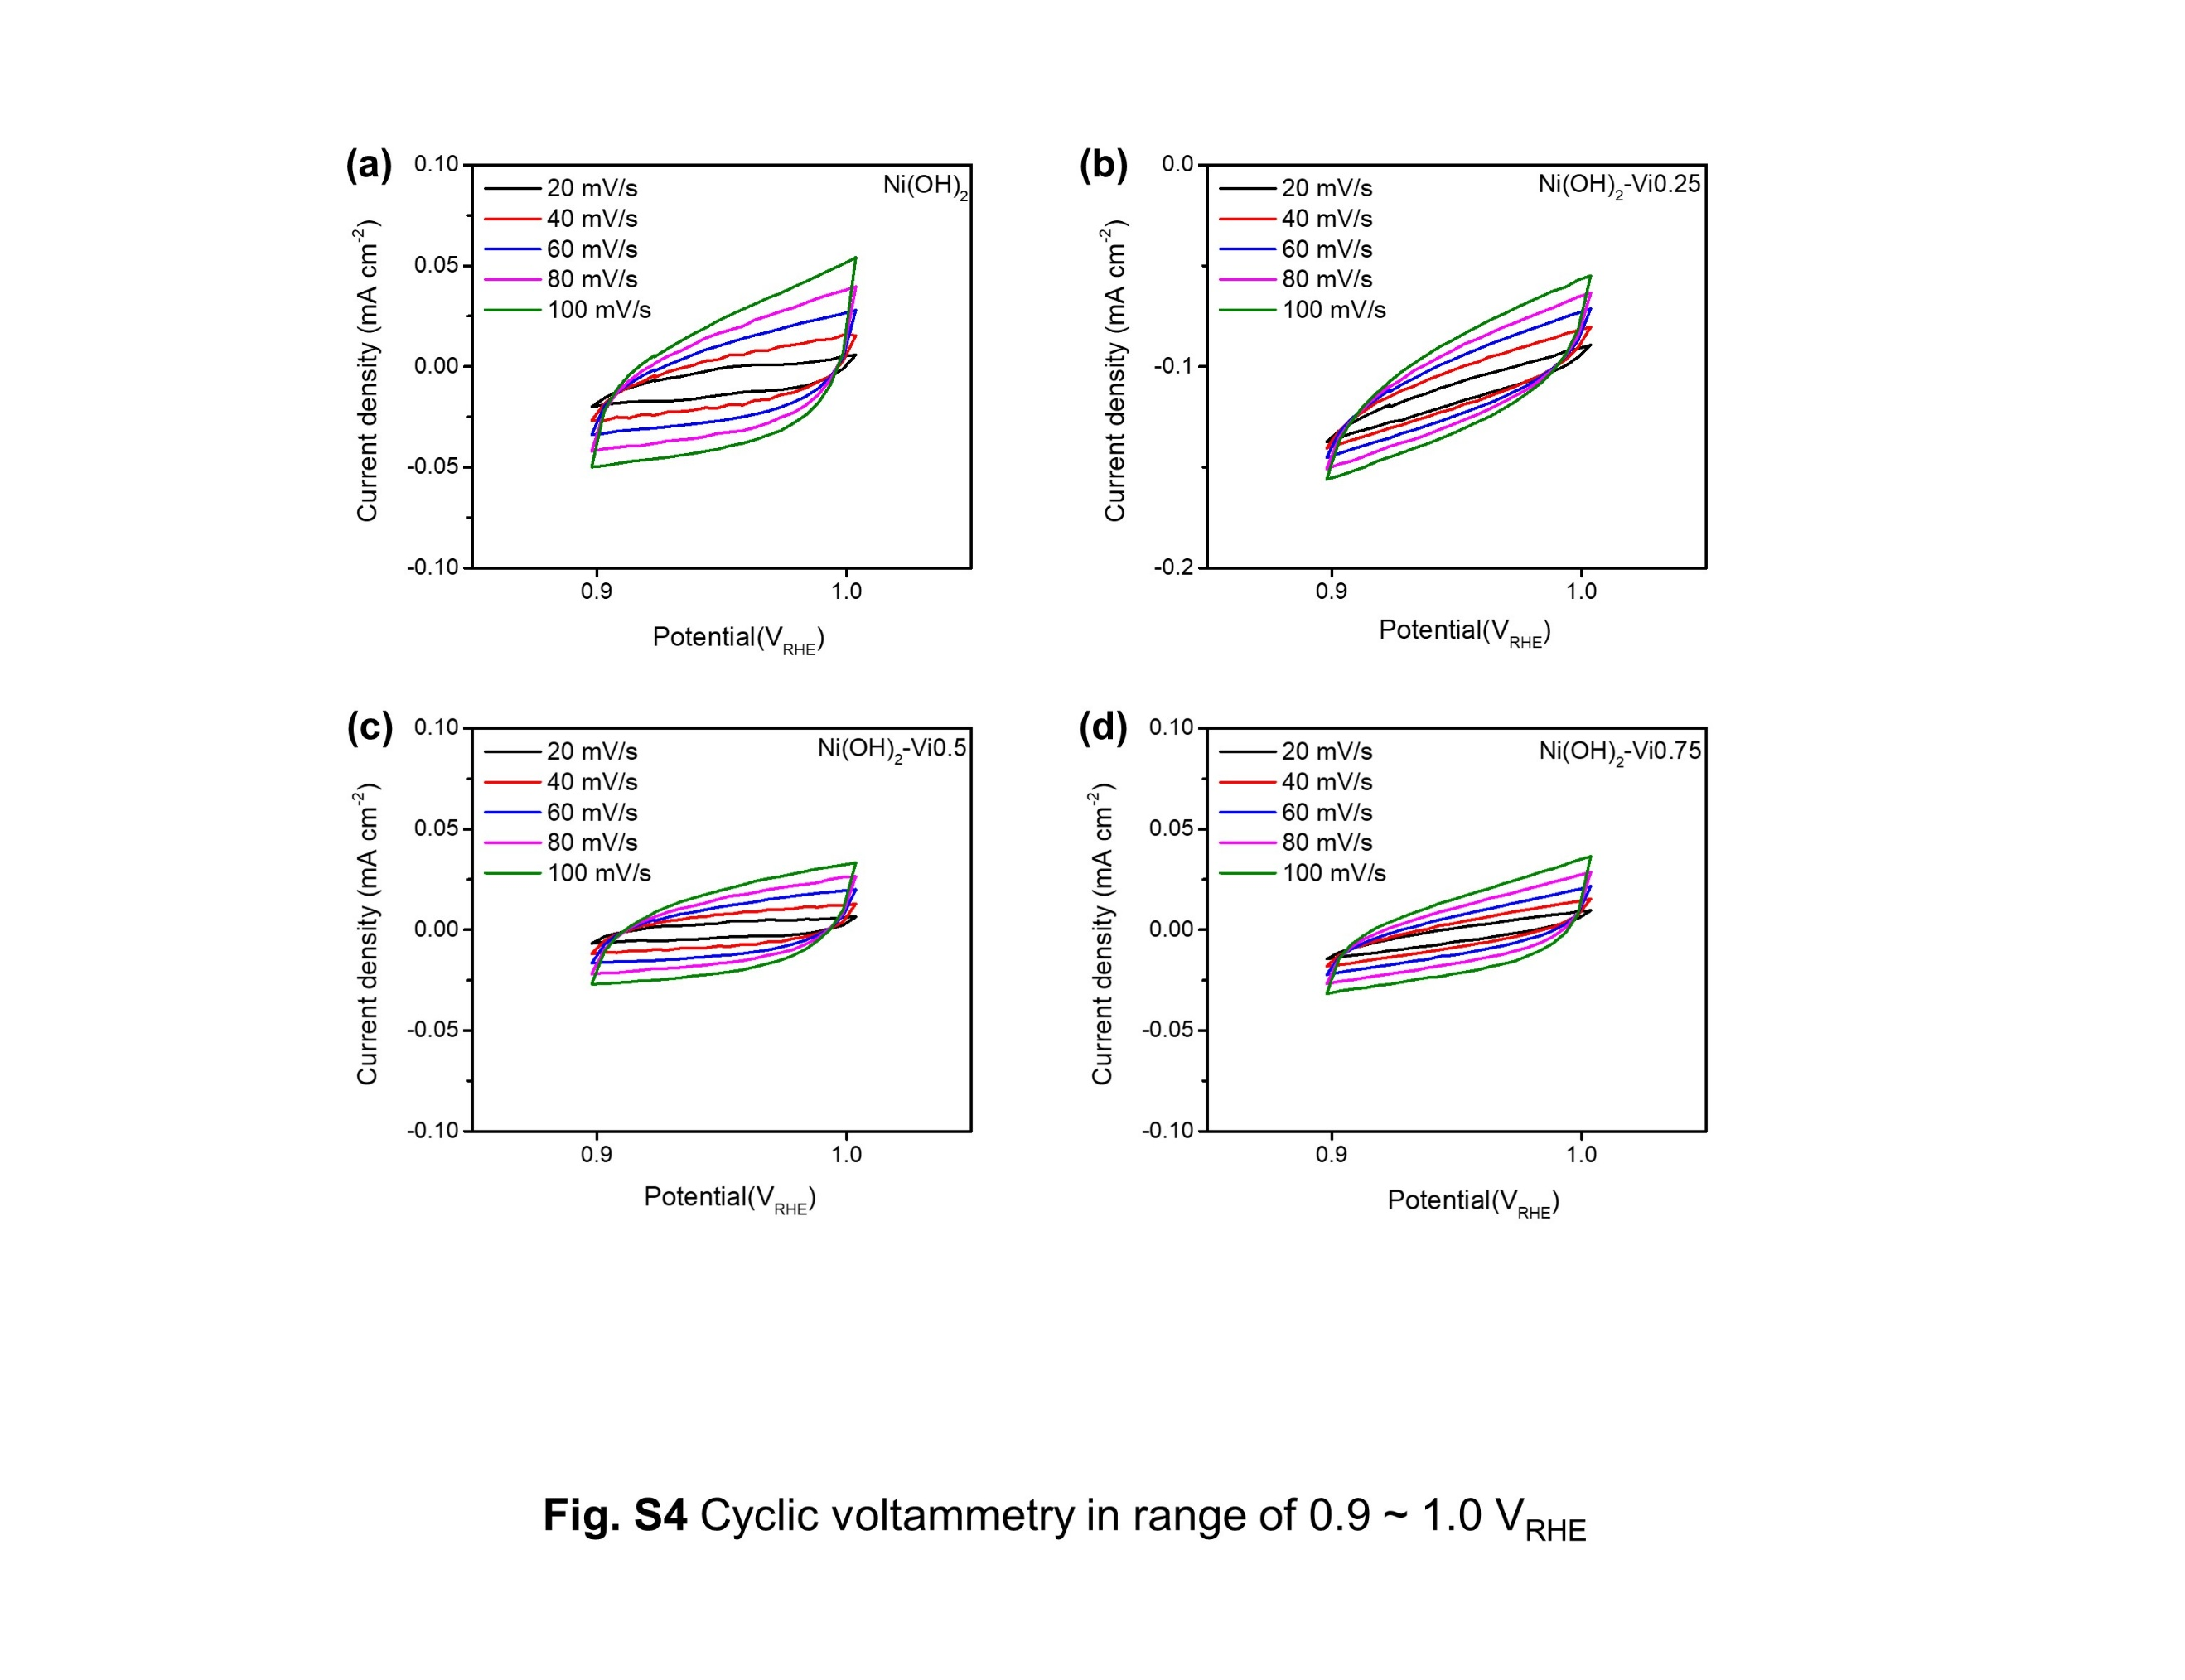 (a)
0.10
0.05
0.00
-0.05
-0.10
Current density (mA cm⁻²)
20 mV/s
40 mV/s
60 mV/s
80 mV/s
100 mV/s
Ni(OH)₂
0.9 1.0
Potential(V_RHE)
(b)
0.0
-0.1
-0.2
Current density (mA cm⁻²)
20 mV/s
40 mV/s
60 mV/s
80 mV/s
100 mV/s
Ni(OH)₂-Vi0.25
0.9 1.0
Potential(V_RHE)
(c)
0.10
0.05
0.00
-0.05
-0.10
Current density (mA cm⁻²)
20 mV/s
40 mV/s
60 mV/s
80 mV/s
100 mV/s
Ni(OH)₂-Vi0.5
0.9 1.0
Potential(V_RHE)
(d)
0.10
0.05
0.00
-0.05
-0.10
Current density (mA cm⁻²)
20 mV/s
40 mV/s
60 mV/s
80 mV/s
100 mV/s
Ni(OH)₂-Vi0.75
0.9 1.0
Potential(V_RHE)
Fig. S4 Cyclic voltammetry in range of 0.9 ~ 1.0 V_RHE